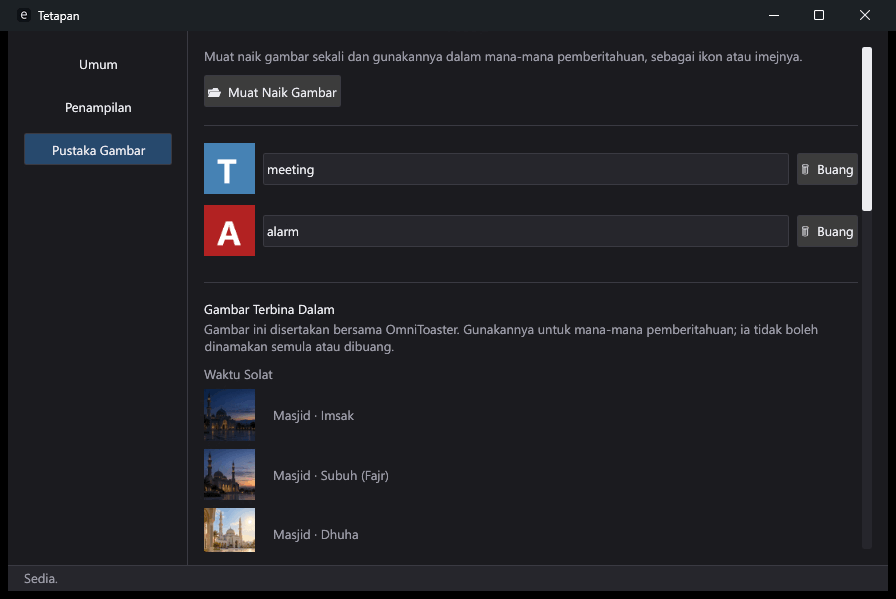 Tetapan
Umum
Penampilan
Pustaka Gambar
Muat naik gambar sekali dan gunakannya dalam mana-mana pemberitahuan, sebagai ikon atau imejnya.
Muat Naik Gambar
T
meeting
Buang
A
alarm
Buang
Gambar Terbina Dalam
Gambar ini disertakan bersama OmniToaster. Gunakannya untuk mana-mana pemberitahuan; ia tidak boleh
dinamakan semula atau dibuang.
Waktu Solat
Masjid · Imsak
Masjid · Subuh (Fajr)
Masjid · Dhuha
Sedia.